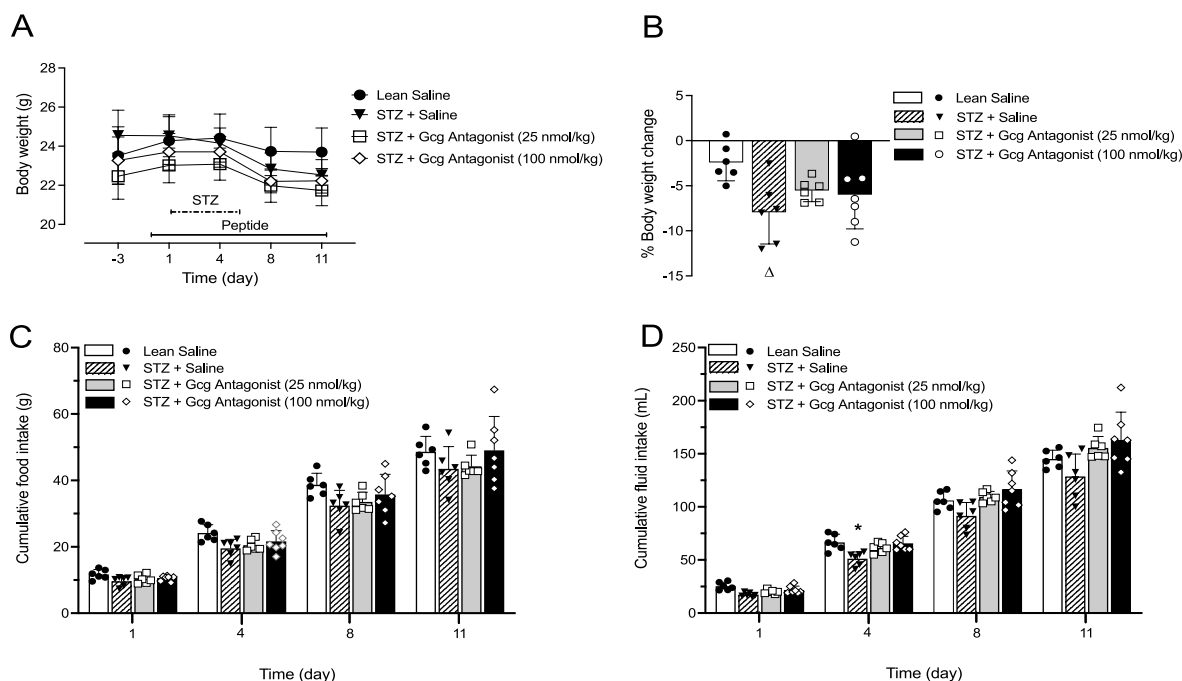 A
Body weight (g)
28
26
24
22
20
STZ
Peptide
-3 1 4 8 11
Time (day)
Lean Saline
STZ + Saline
STZ + Gcg Antagonist (25 nmol/kg)
STZ + Gcg Antagonist (100 nmol/kg)
B
% Body weight change
5
0
-5
-10
-15
Δ
Lean Saline
STZ + Saline
STZ + Gcg Antagonist (25 nmol/kg)
STZ + Gcg Antagonist (100 nmol/kg)
C
Cumulative food intake (g)
80
60
40
20
0
Lean Saline
STZ + Saline
STZ + Gcg Antagonist (25 nmol/kg)
STZ + Gcg Antagonist (100 nmol/kg)
1 4 8 11
Time (day)
D
Cumulative fluid intake (mL)
250
200
150
100
50
0
Lean Saline
STZ + Saline
STZ + Gcg Antagonist (25 nmol/kg)
STZ + Gcg Antagonist (100 nmol/kg)
*
1 4 8 11
Time (day)